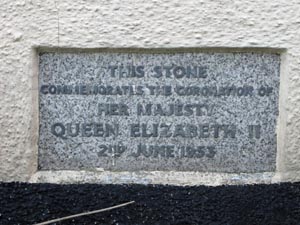 THIS STONE
COMMEMORATES THE CORONATION OF
HER MAJESTY
QUEEN ELIZABETH II
2ND JUNE 1953